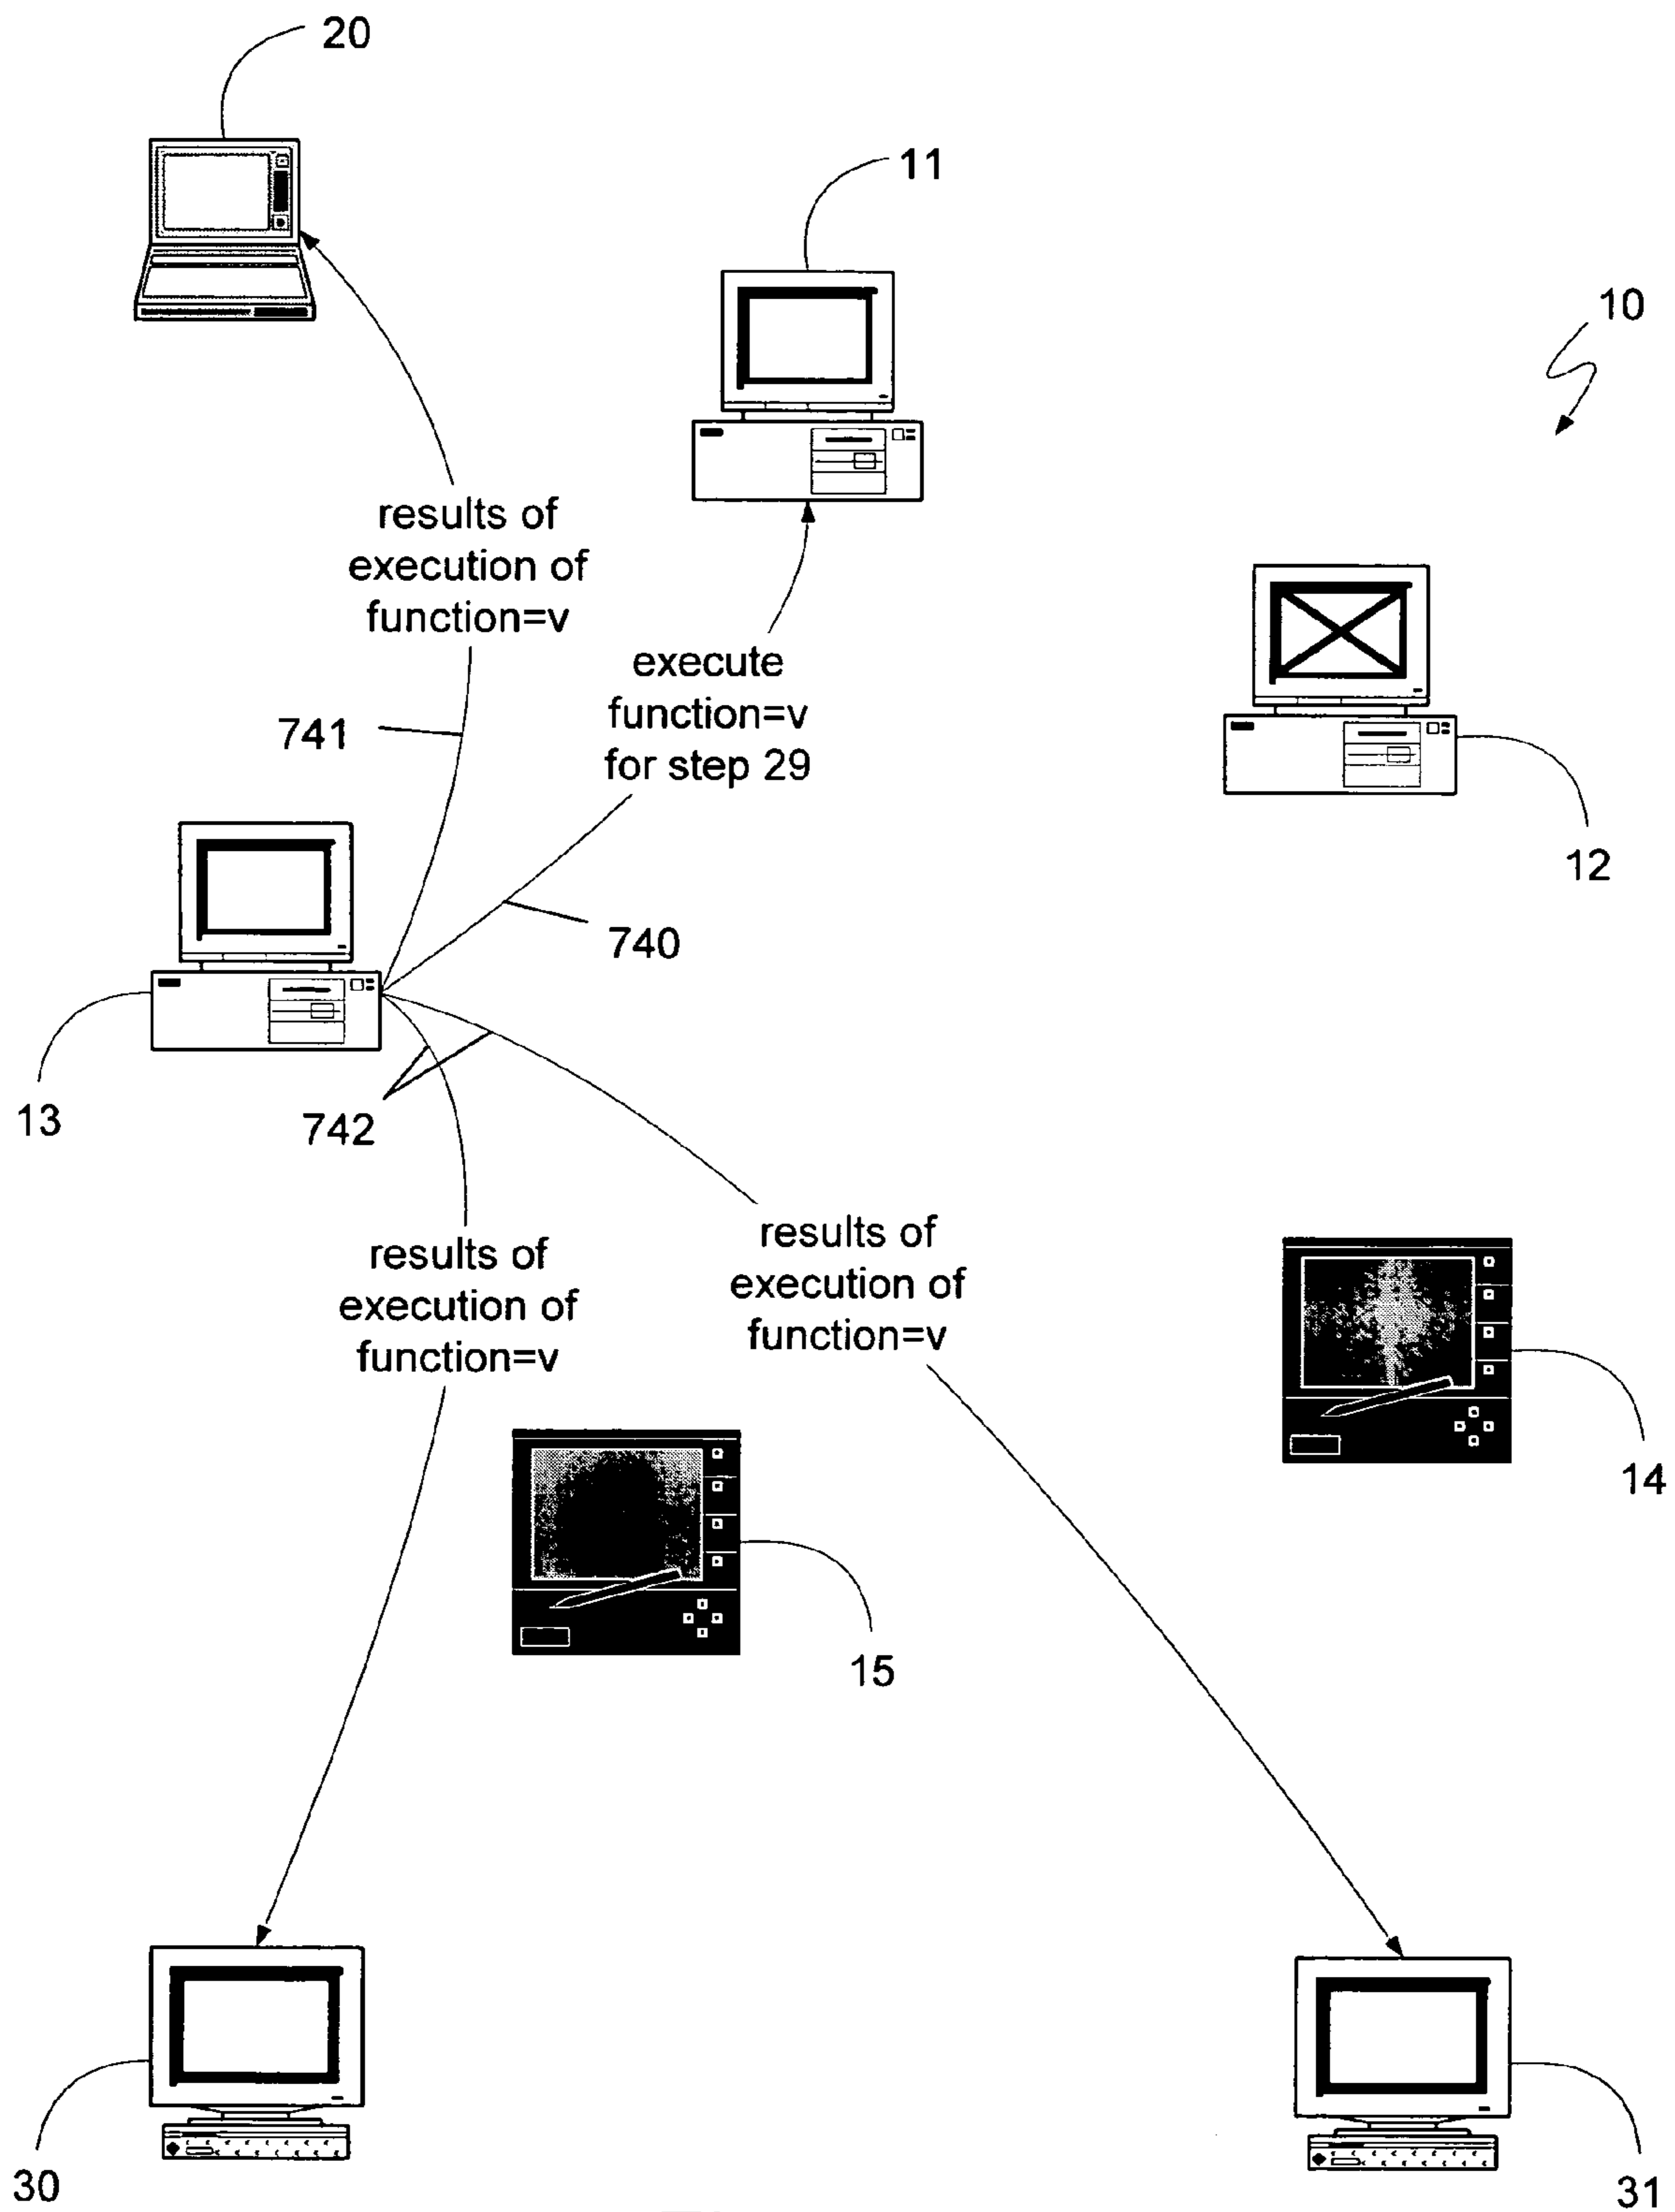 20
11
10
results of
execution of
function=v
execute
function=v
for step 29
741
12
740
13
742
results of
execution of
function=v
results of
execution of
function=v
14
15
30
31